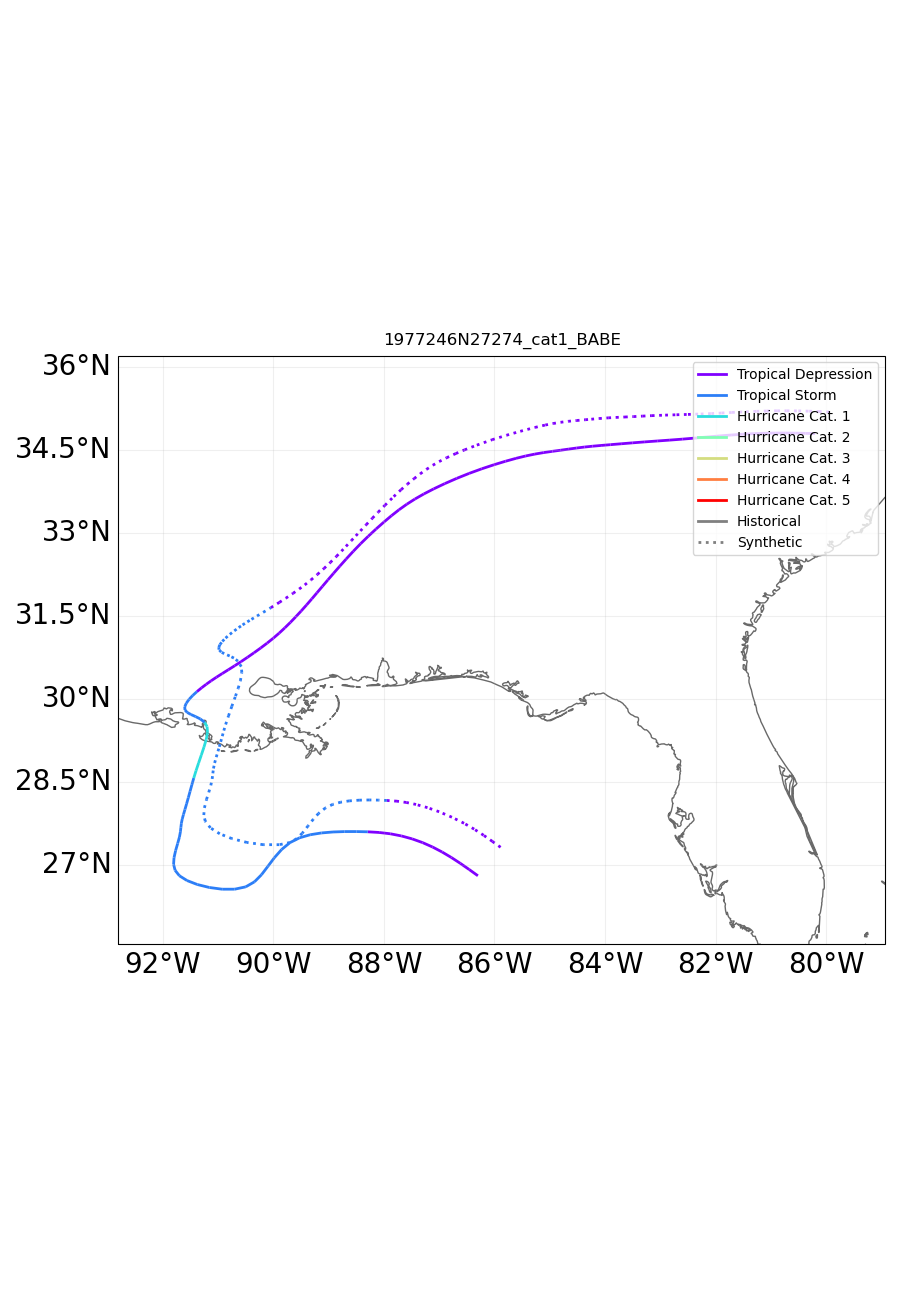 1977246N27274_cat1_BABE
36°N
34.5°N
33°N
31.5°N
30°N
28.5°N
27°N
Tropical Depression
Tropical Storm
Hurricane Cat. 1
Hurricane Cat. 2
Hurricane Cat. 3
Hurricane Cat. 4
Hurricane Cat. 5
Historical
Synthetic
92°W 90°W 88°W 86°W 84°W 82°W 80°W